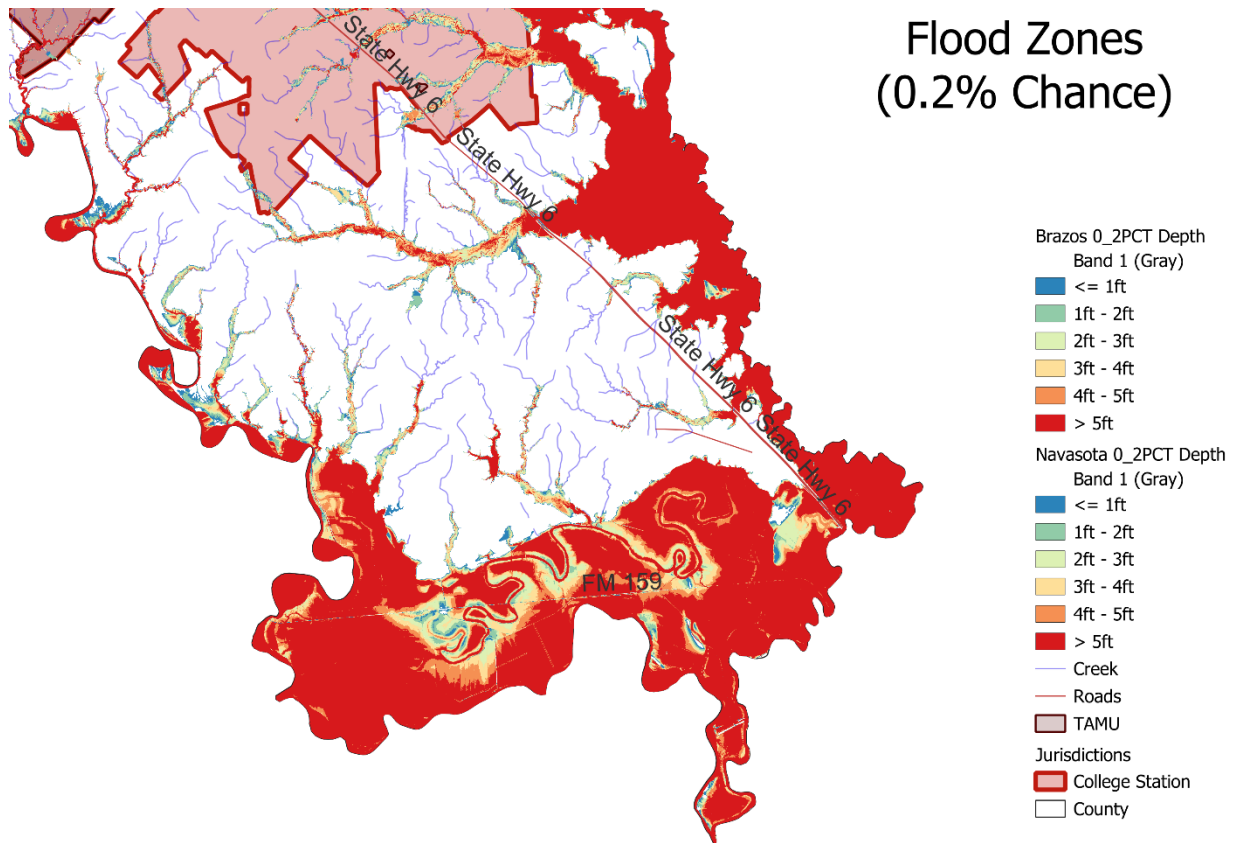 Flood Zones
(0.2% Chance)
State Hwy 6
State Hwy 6
State Hwy 6
State Hwy 6
FM 159
Brazos 0_2PCT Depth
Band 1 (Gray)
<= 1ft
1ft - 2ft
2ft - 3ft
3ft - 4ft
4ft - 5ft
> 5ft
Navasota 0_2PCT Depth
Band 1 (Gray)
<= 1ft
1ft - 2ft
2ft - 3ft
3ft - 4ft
4ft - 5ft
> 5ft
Creek
Roads
TAMU
Jurisdictions
College Station
County